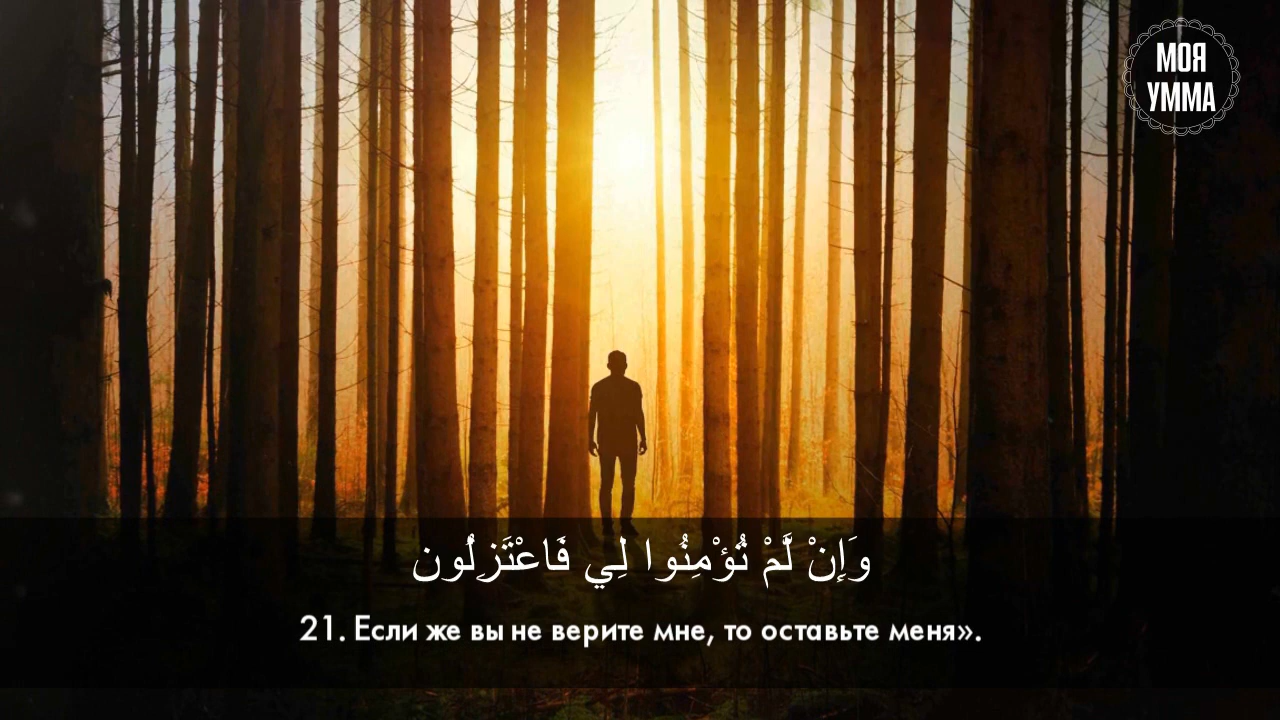 МОЯ
УММА
وَإِنْ لَّمْ تُؤْمِنُوا لِي فَاعْتَزِلُون
21. Если же вы не верите мне, то оставьте меня».